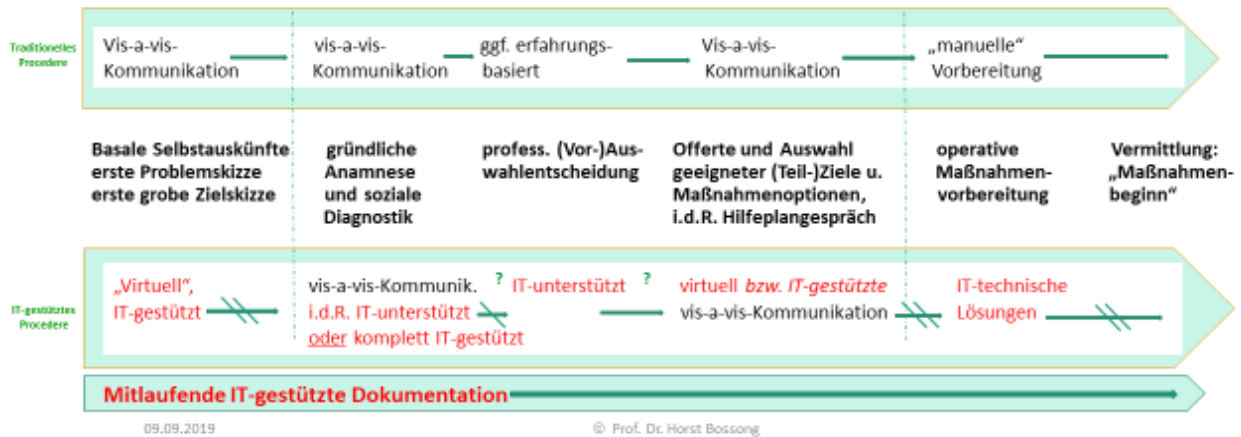 Traditionelles
Procedere
Vis-a-vis-
Kommunikation
vis-a-vis-
Kommunikation
ggf. erfahrungs-
basiert
Vis-a-vis-
Kommunikation
„manuelle“
Vorbereitung
Basale Selbstauskünfte
erste Problemskizze
erste grobe Zielskizze
gründliche
Anamnese
und soziale
Diagnostik
profess. (Vor-)Aus-
wahlentscheidung
Offerte und Auswahl
geeigneter (Teil-)Ziele u.
Maßnahmenoptionen,
i.d.R. Hilfeplangespräch
operative
Maßnahmen-
vorbereitung
Vermittlung:
„Maßnahmen-
beginn“
IT-gestütztes
Procedere
„Virtuell“,
IT-gestützt
vis-a-vis-Kommunik.
i.d.R. IT-unterstützt
oder komplett IT-gestützt
? IT-unterstützt ?
virtuell bzw. IT-gestützte
vis-a-vis-Kommunikation
IT-technische
Lösungen
Mitlaufende IT-gestützte Dokumentation
09.09.2019
© Prof. Dr. Horst Bossong